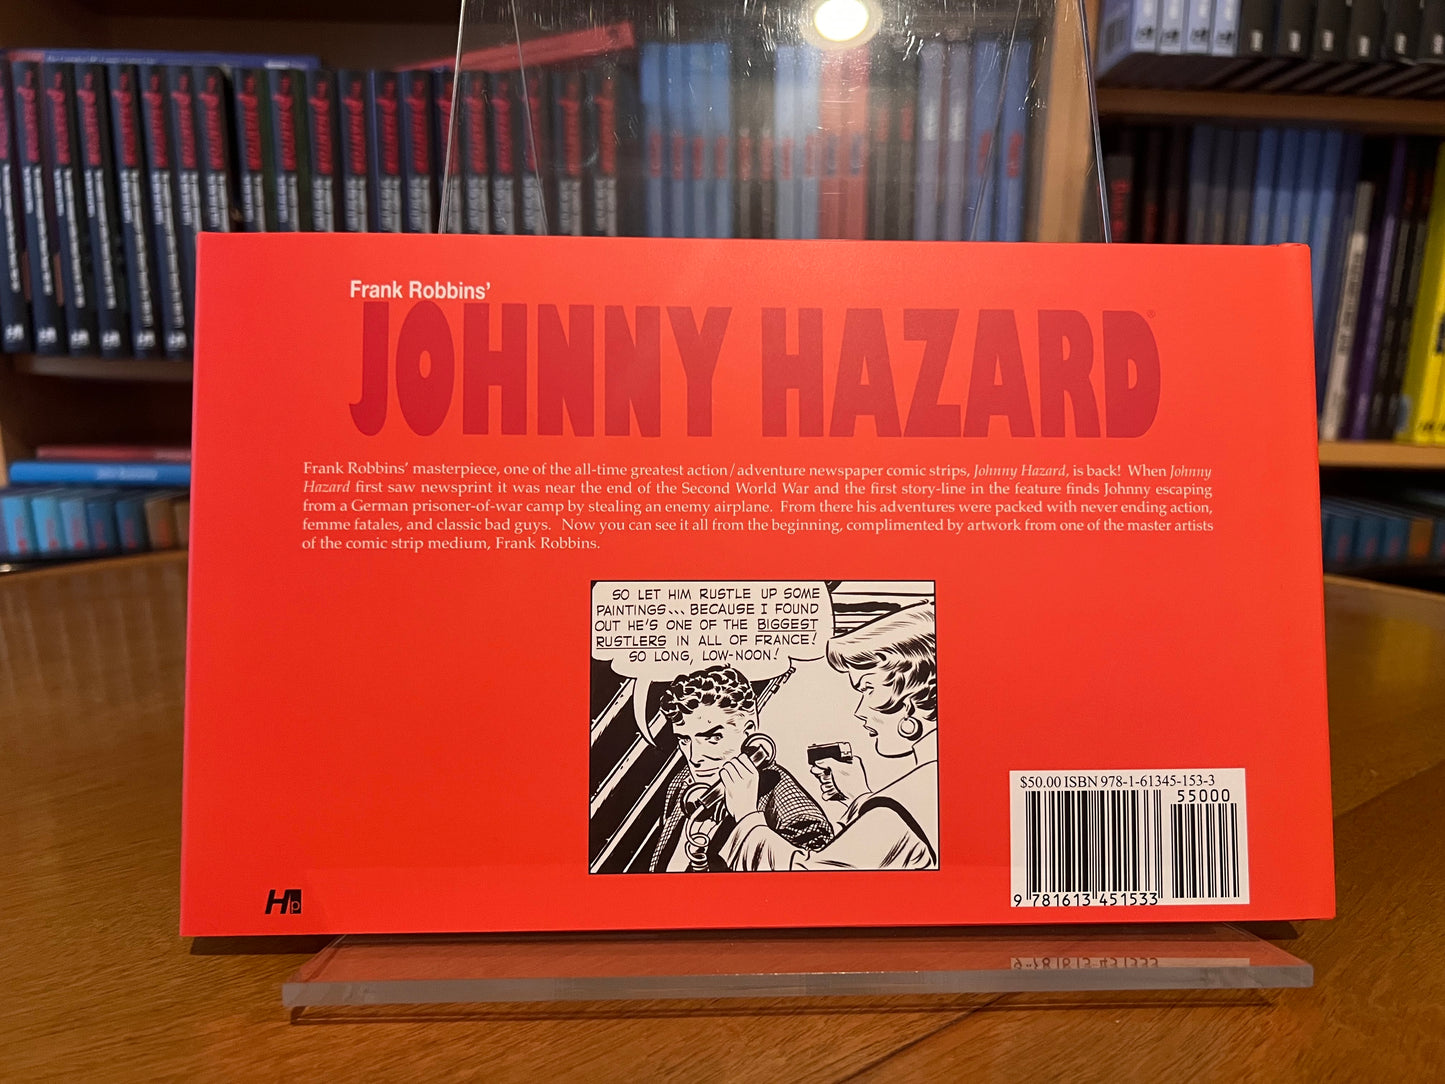 Frank Robbins'
JOHNNY HAZARD®
Frank Robbins' masterpiece, one of the all-time greatest action/adventure newspaper comic strips, Johnny Hazard, is back! When Johnny
Hazard first saw newsprint it was near the end of the Second World War and the first story-line in the feature finds Johnny escaping
from a German prisoner-of-war camp by stealing an enemy airplane. From there his adventures were packed with never ending action,
femme fatales, and classic bad guys. Now you can see it all from the beginning, complimented by artwork from one of the master artists
of the comic strip medium, Frank Robbins.
SO LET HIM RUSTLE UP SOME
PAINTINGS... BECAUSE I FOUND
OUT HE'S ONE OF THE BIGGEST
RUSTLERS IN ALL OF FRANCE!
SO LONG, LOW-NOON!
$50.00 ISBN 978-1-61345-153-3
55000
9 781613 451533
Hp